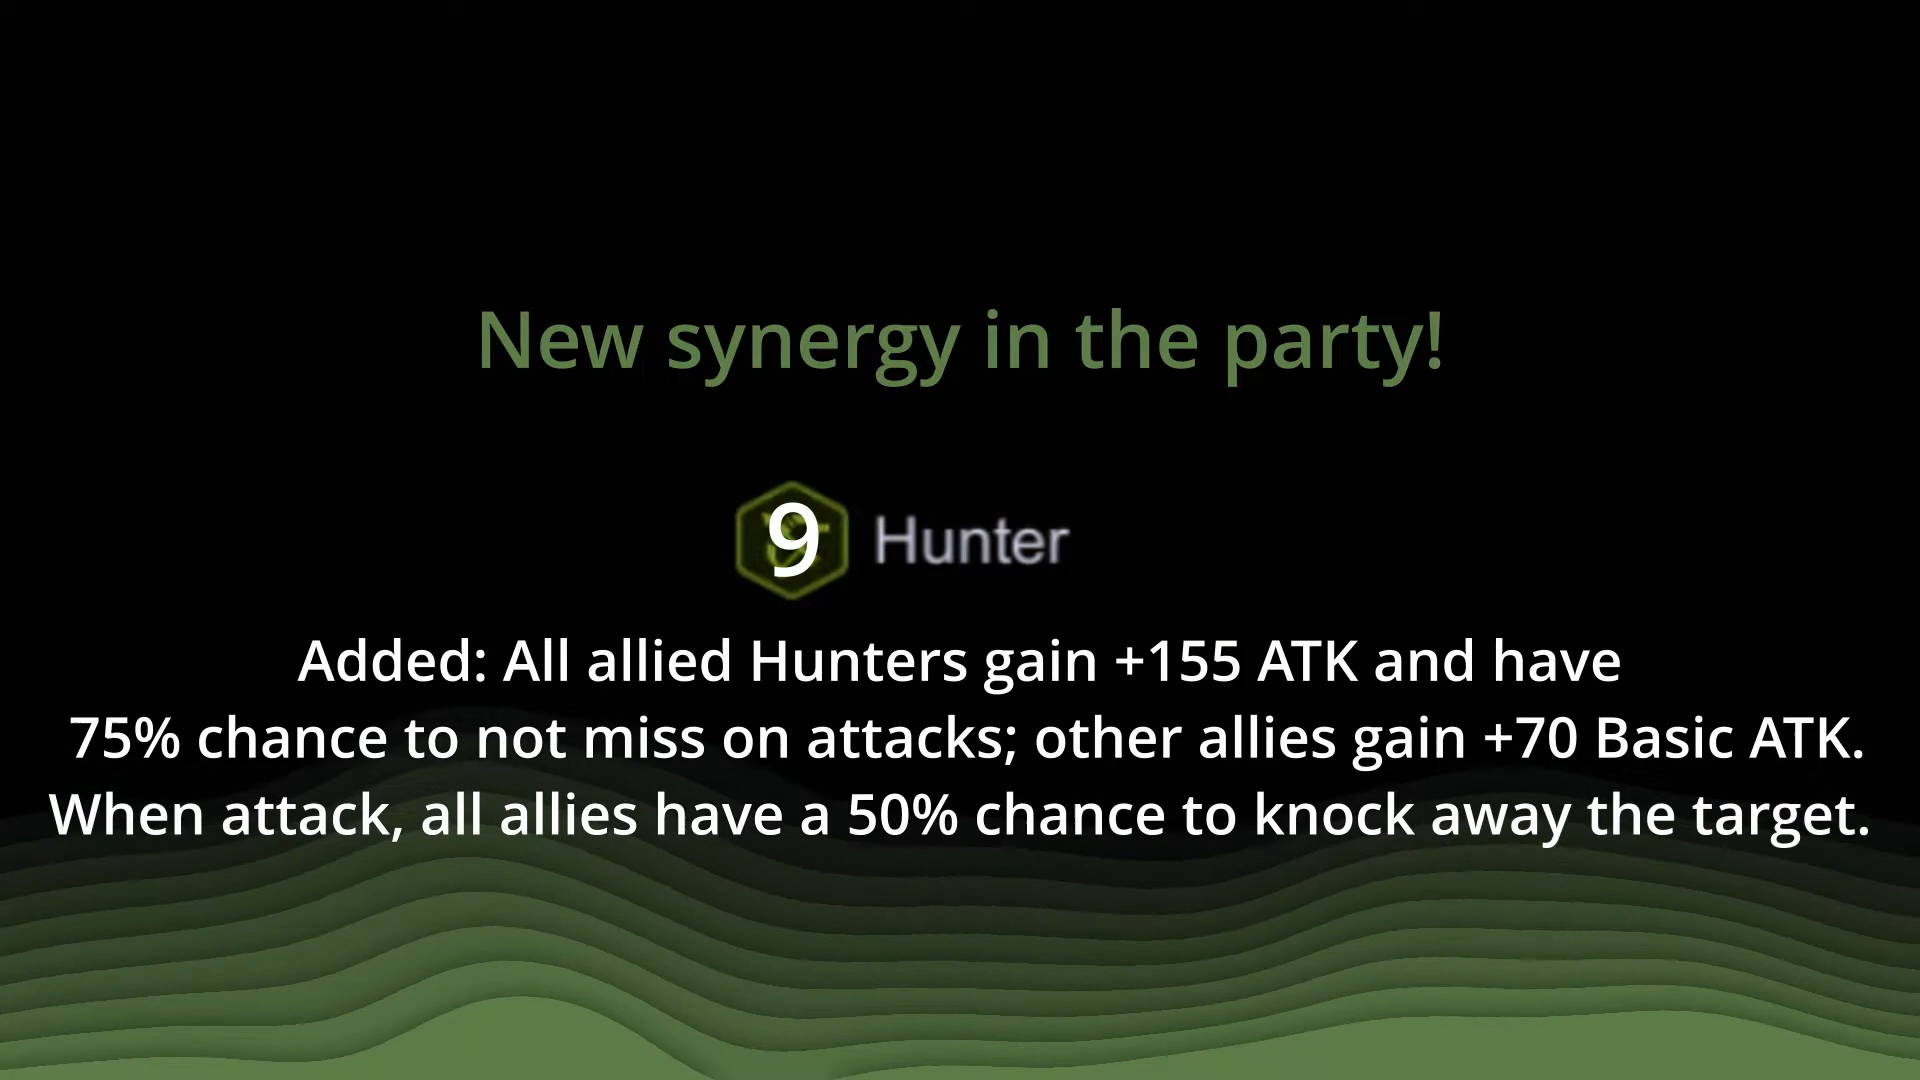 New synergy in the party!
9 Hunter
Added: All allied Hunters gain +155 ATK and have
75% chance to not miss on attacks; other allies gain +70 Basic ATK.
When attack, all allies have a 50% chance to knock away the target.